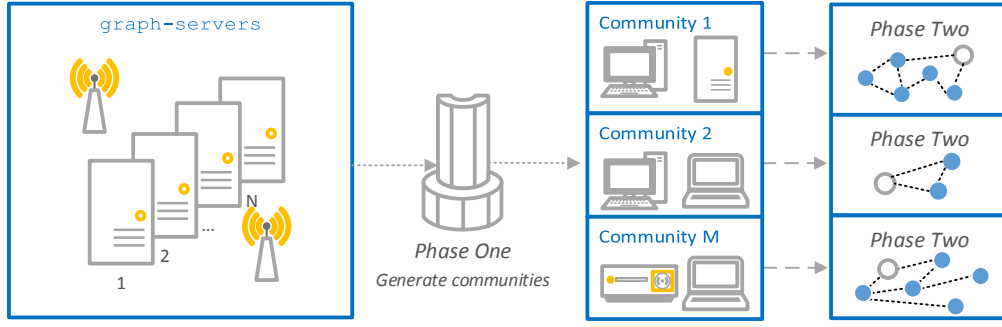 graph-servers
1
2
...
N
Phase One
Generate communities
Community 1
Community 2
Community M
Phase Two
Phase Two
Phase Two